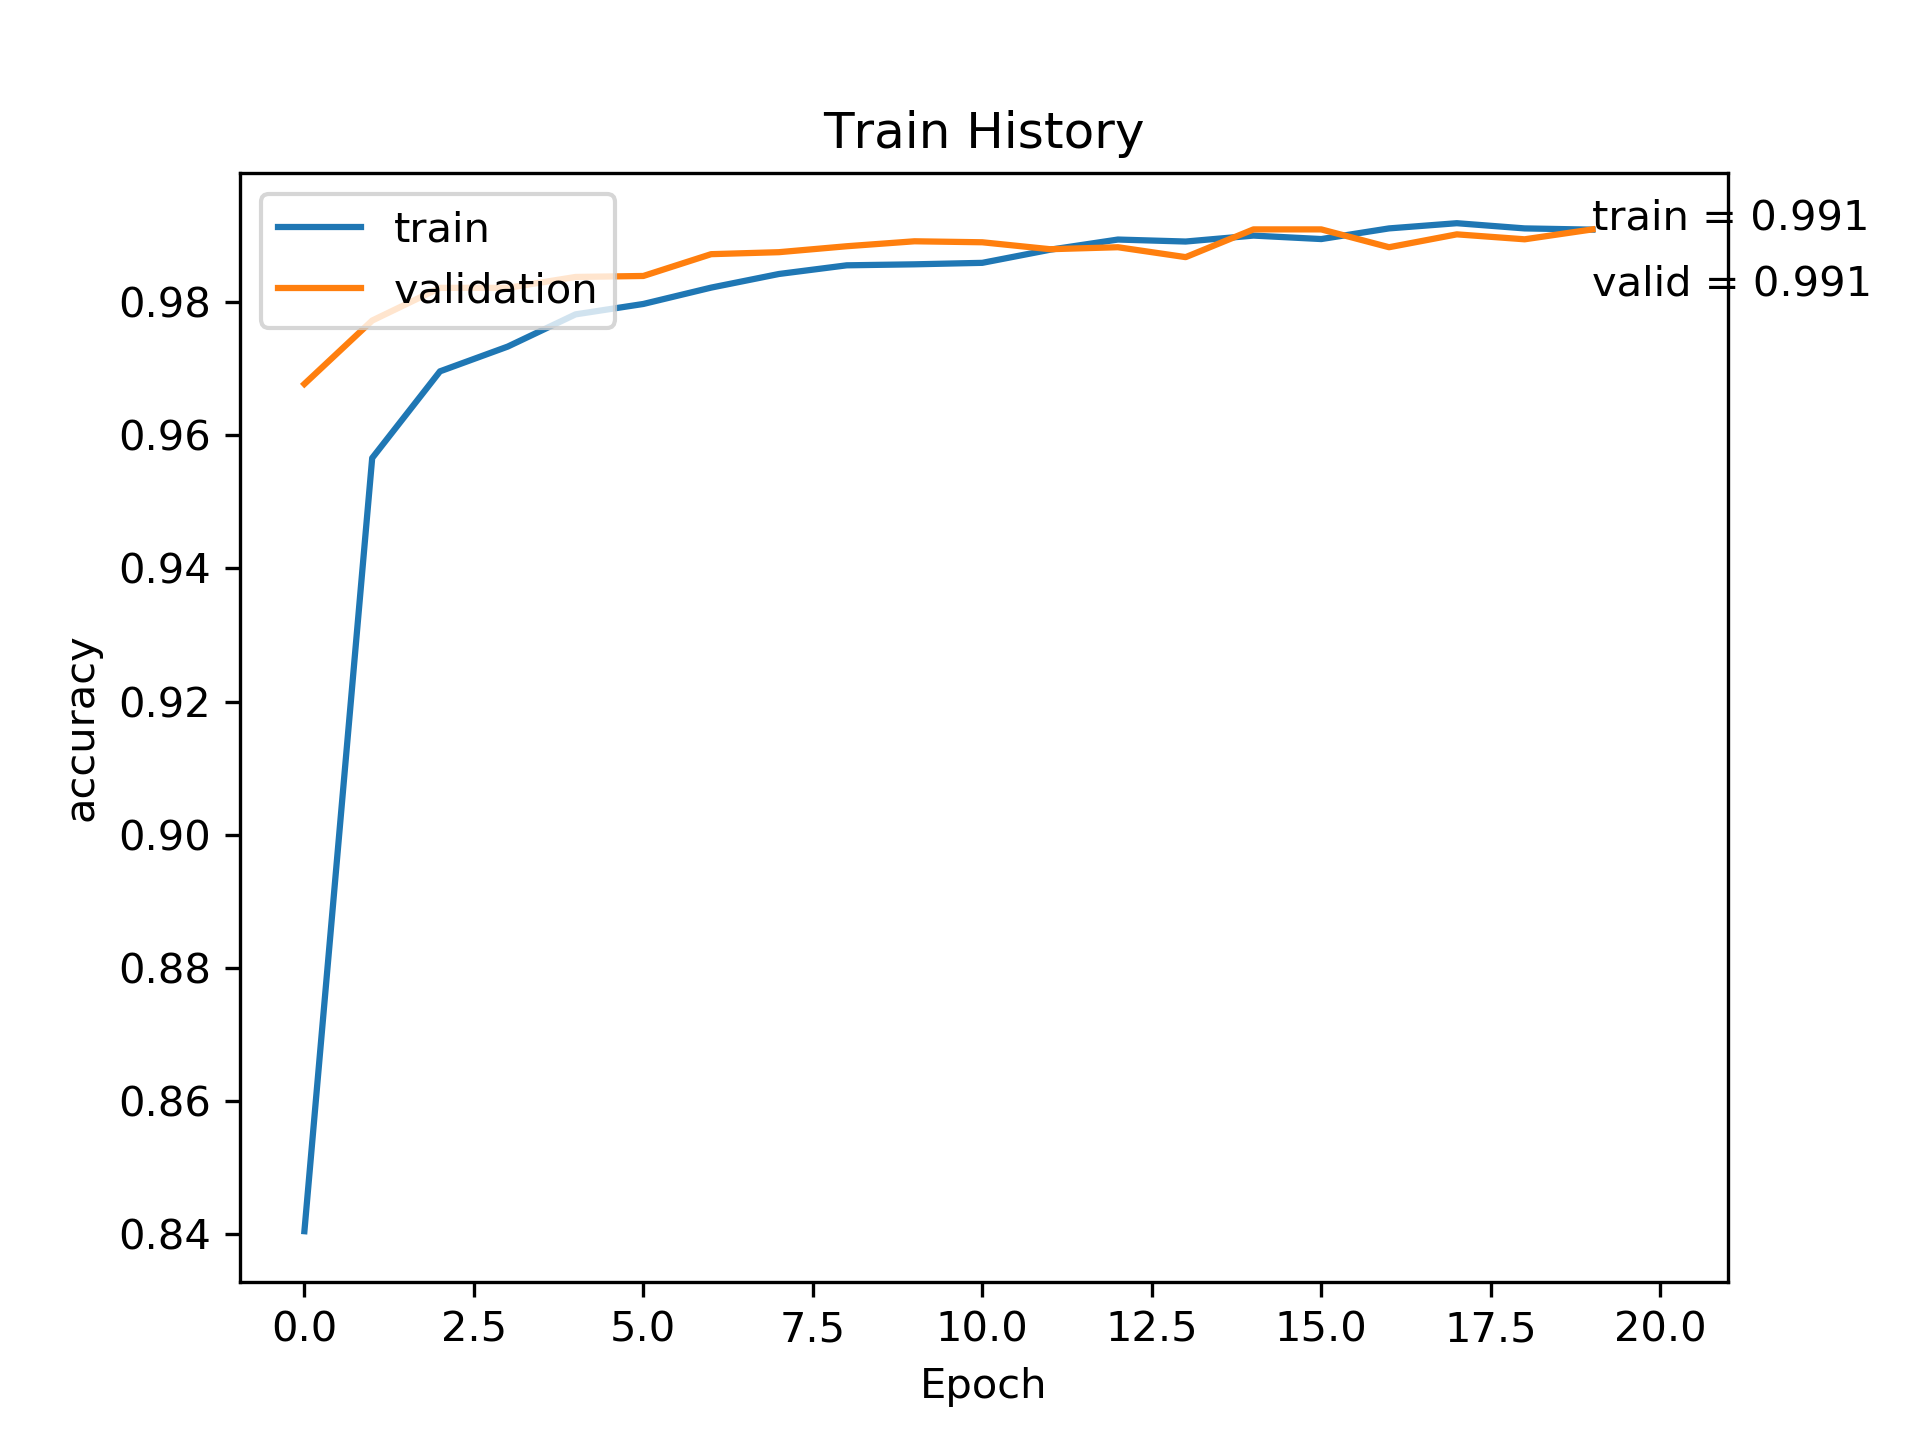 Train History
train
validation
train = 0.991
valid = 0.991
0.98
0.96
0.94
0.92
0.90
0.88
0.86
0.84
accuracy
0.0 2.5 5.0 7.5 10.0 12.5 15.0 17.5 20.0
Epoch